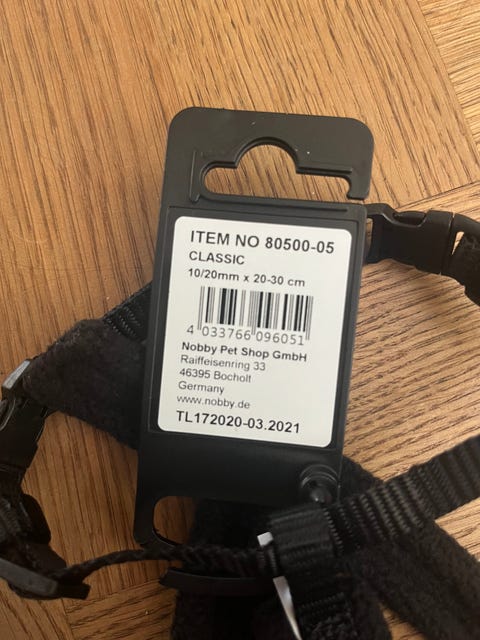 ITEM NO 80500-05
CLASSIC
10/20mm x 20-30 cm
4 033766 096051
Nobby Pet Shop GmbH
Raiffeisenring 33
46395 Bocholt
Germany
www.nobby.de
TL172020-03.2021